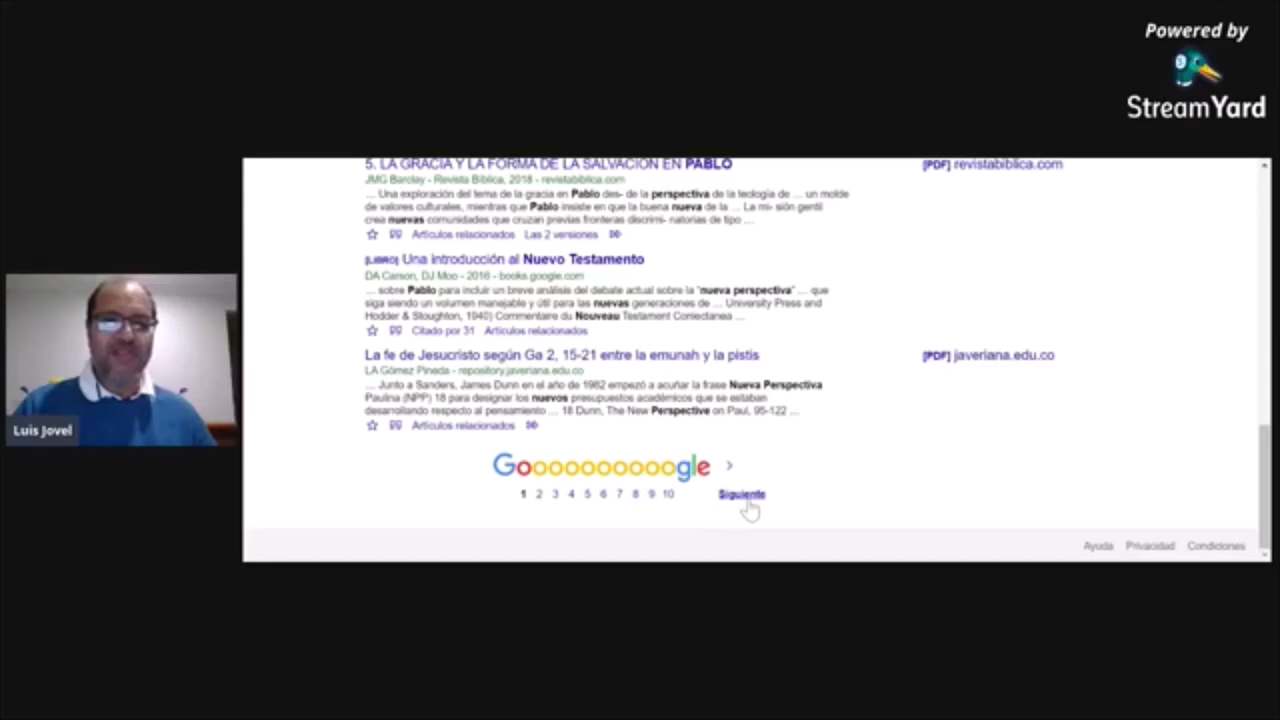 Powered by
StreamYard
5. LA GRACIA Y LA FORMA DE LA SALVACIÓN EN PABLO
[PDF] revistabiblica.com
JMG Barclay - Revista Bíblica, 2018 - revistabiblica.com
... Una exploración del tema de la gracia en Pablo des- de la perspectiva de la teología de ... un molde
de valores culturales, mientras que Pablo insiste en que la buena nueva de la ... La mi- sión gentil
crea nuevas comunidades que cruzan previas fronteras discrimi- natorias de tipo ...
Artículos relacionados Las 2 versiones
[LIBRO] Una introducción al Nuevo Testamento
DA Carson, DJ Moo - 2016 - books.google.com
... sobre Pablo para incluir un breve análisis del debate actual sobre la "nueva perspectiva" ... que
siga siendo un volumen manejable y útil para las nuevas generaciones de ... University Press and
Hodder & Stoughton, 1940) Commentaire du Nouveau Testament Coniectanea ...
Citado por 31 Artículos relacionados
La fe de Jesucristo según Ga 2, 15-21 entre la emunah y la pistis
[PDF] javeriana.edu.co
LA Gómez Pineda - repository.javeriana.edu.co
... Junto a Sanders, James Dunn en el año de 1982 empezó a acuñar la frase Nueva Perspectiva
Paulina (NPP) 18 para designar los nuevos presupuestos académicos que se estaban
desarrollando respecto al pensamiento ... 18 Dunn, The New Perspective on Paul, 95-122 ...
Artículos relacionados
Luis Jovel
Goooooooooogle >
1 2 3 4 5 6 7 8 9 10 Siguiente
Ayuda Privacidad Condiciones